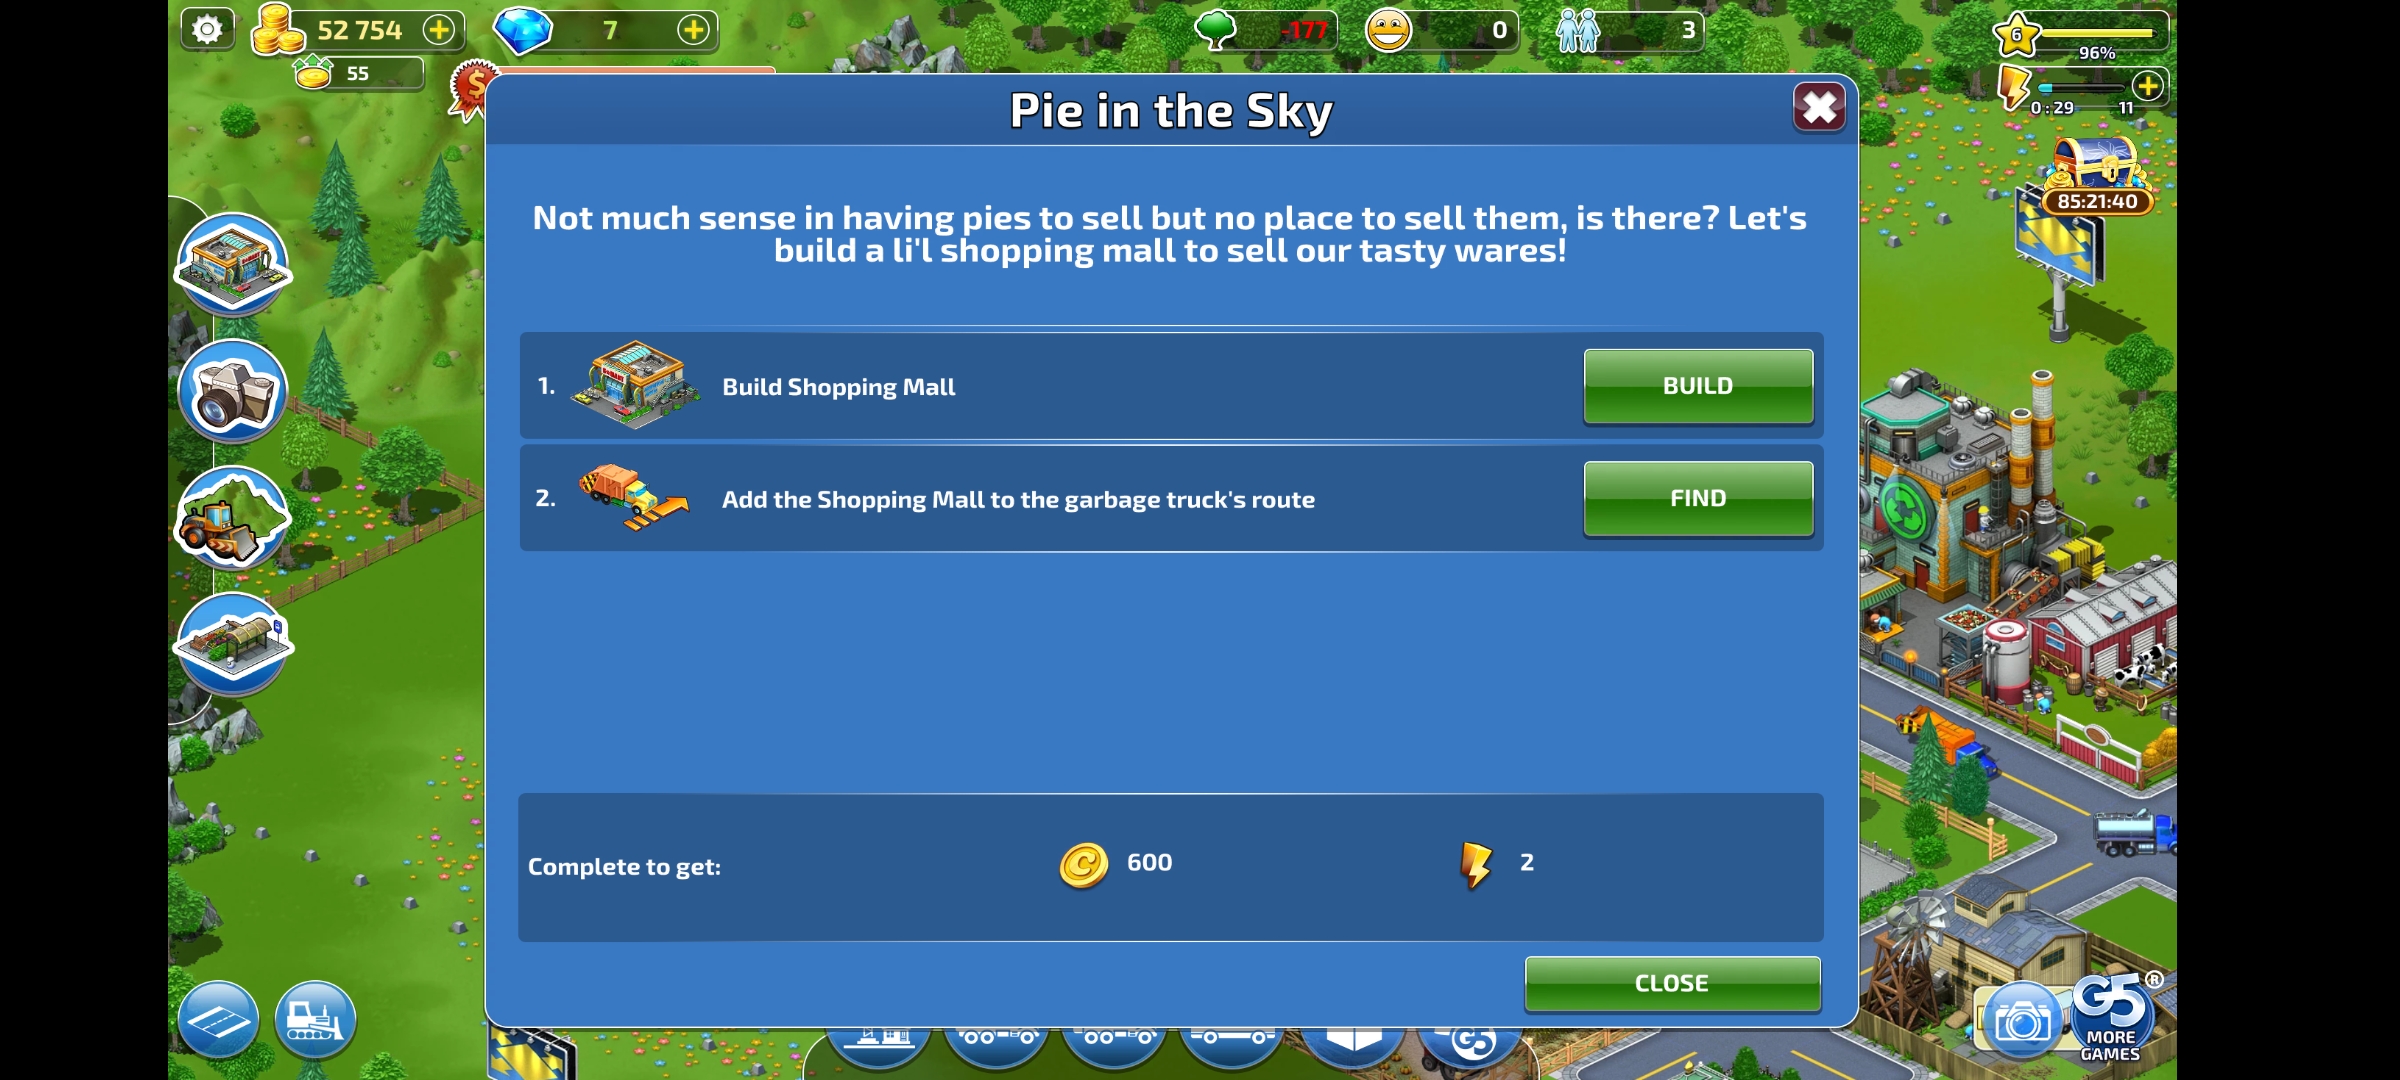 52 754
7
-177
0
3
6
96%
55
0:29
11
85:21:40
Pie in the Sky
Not much sense in having pies to sell but no place to sell them, is there? Let's
build a li'l shopping mall to sell our tasty wares!
1.
Build Shopping Mall
BUILD
2.
Add the Shopping Mall to the garbage truck's route
FIND
Complete to get:
600
2
CLOSE
G5
G5®
MORE
GAMES